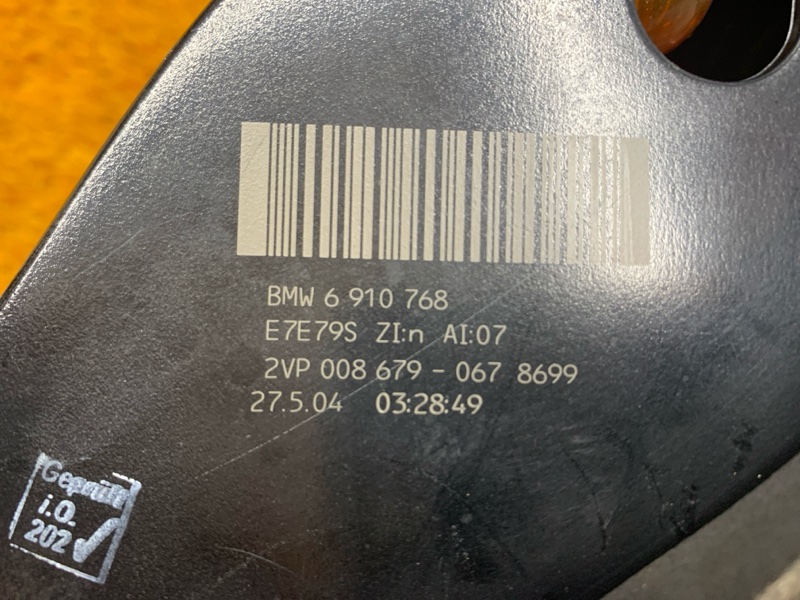 BMW 6 910 768
E7E79S ZI:n AI:07
2VP 008 679 - 067 8699
27.5.04 03:28:49
Geprüft
i.O.
202